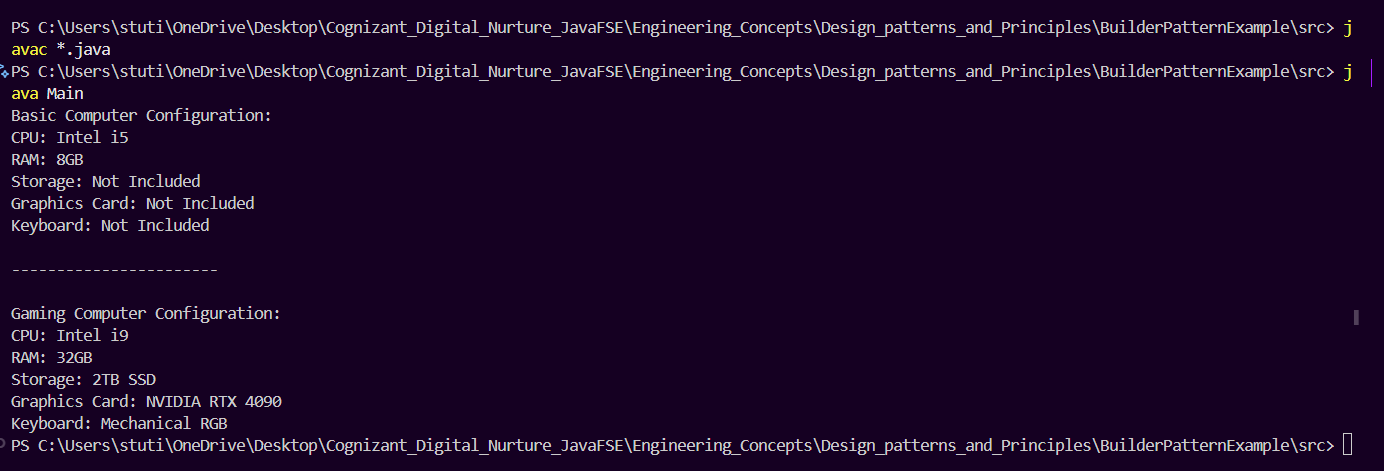 PS C:\Users\stuti\OneDrive\Desktop\Cognizant_Digital_Nurture_JavaFSE\Engineering_Concepts\Design_patterns_and_Principles\BuilderPatternExample\src> j
avac *.java
PS C:\Users\stuti\OneDrive\Desktop\Cognizant_Digital_Nurture_JavaFSE\Engineering_Concepts\Design_patterns_and_Principles\BuilderPatternExample\src> j
ava Main
Basic Computer Configuration:
CPU: Intel i5
RAM: 8GB
Storage: Not Included
Graphics Card: Not Included
Keyboard: Not Included
-----------------------
Gaming Computer Configuration:
CPU: Intel i9
RAM: 32GB
Storage: 2TB SSD
Graphics Card: NVIDIA RTX 4090
Keyboard: Mechanical RGB
PS C:\Users\stuti\OneDrive\Desktop\Cognizant_Digital_Nurture_JavaFSE\Engineering_Concepts\Design_patterns_and_Principles\BuilderPatternExample\src>